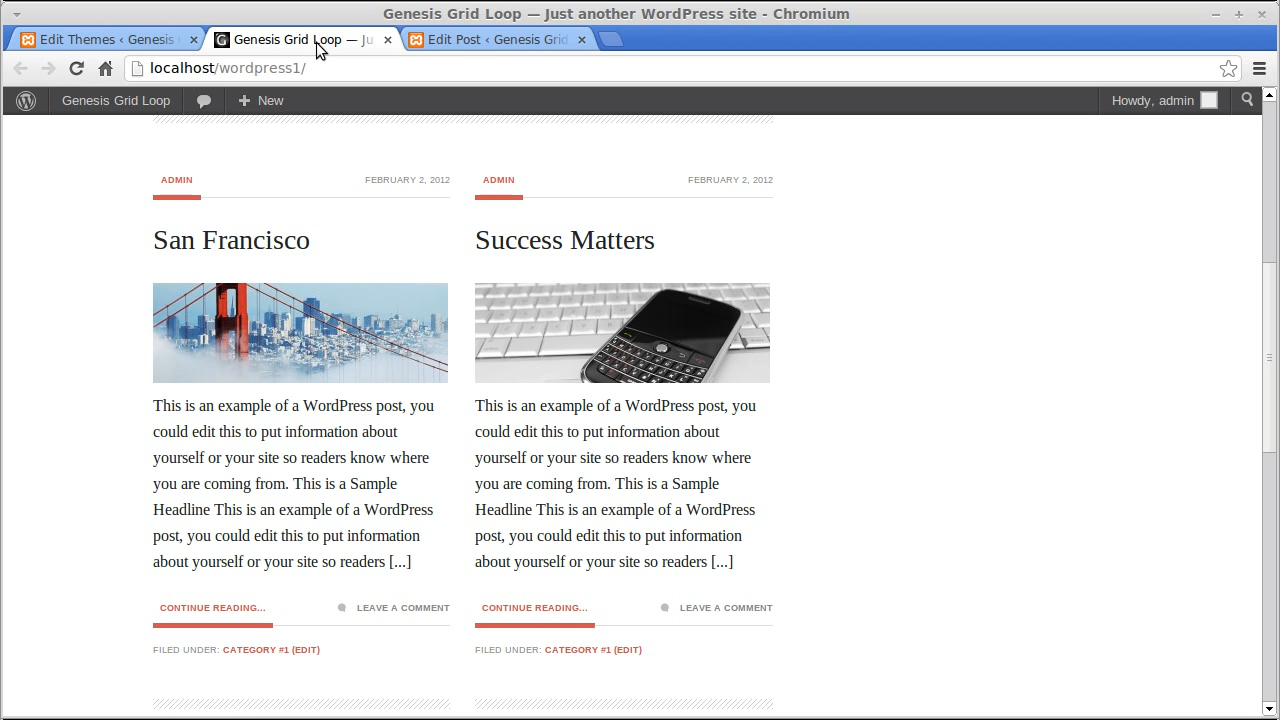 Genesis Grid Loop — Just another WordPress site - Chromium
Edit Themes ‹ Genesis
Genesis Grid Loop — Ju
Edit Post ‹ Genesis Grid
localhost/wordpress1/
Genesis Grid Loop
New
Howdy, admin
ADMIN FEBRUARY 2, 2012
San Francisco
This is an example of a WordPress post, you
could edit this to put information about
yourself or your site so readers know where
you are coming from. This is a Sample
Headline This is an example of a WordPress
post, you could edit this to put information
about yourself or your site so readers [...]
CONTINUE READING... LEAVE A COMMENT
FILED UNDER: CATEGORY #1 (EDIT)
ADMIN FEBRUARY 2, 2012
Success Matters
This is an example of a WordPress post, you
could edit this to put information about
yourself or your site so readers know where
you are coming from. This is a Sample
Headline This is an example of a WordPress
post, you could edit this to put information
about yourself or your site so readers [...]
CONTINUE READING... LEAVE A COMMENT
FILED UNDER: CATEGORY #1 (EDIT)